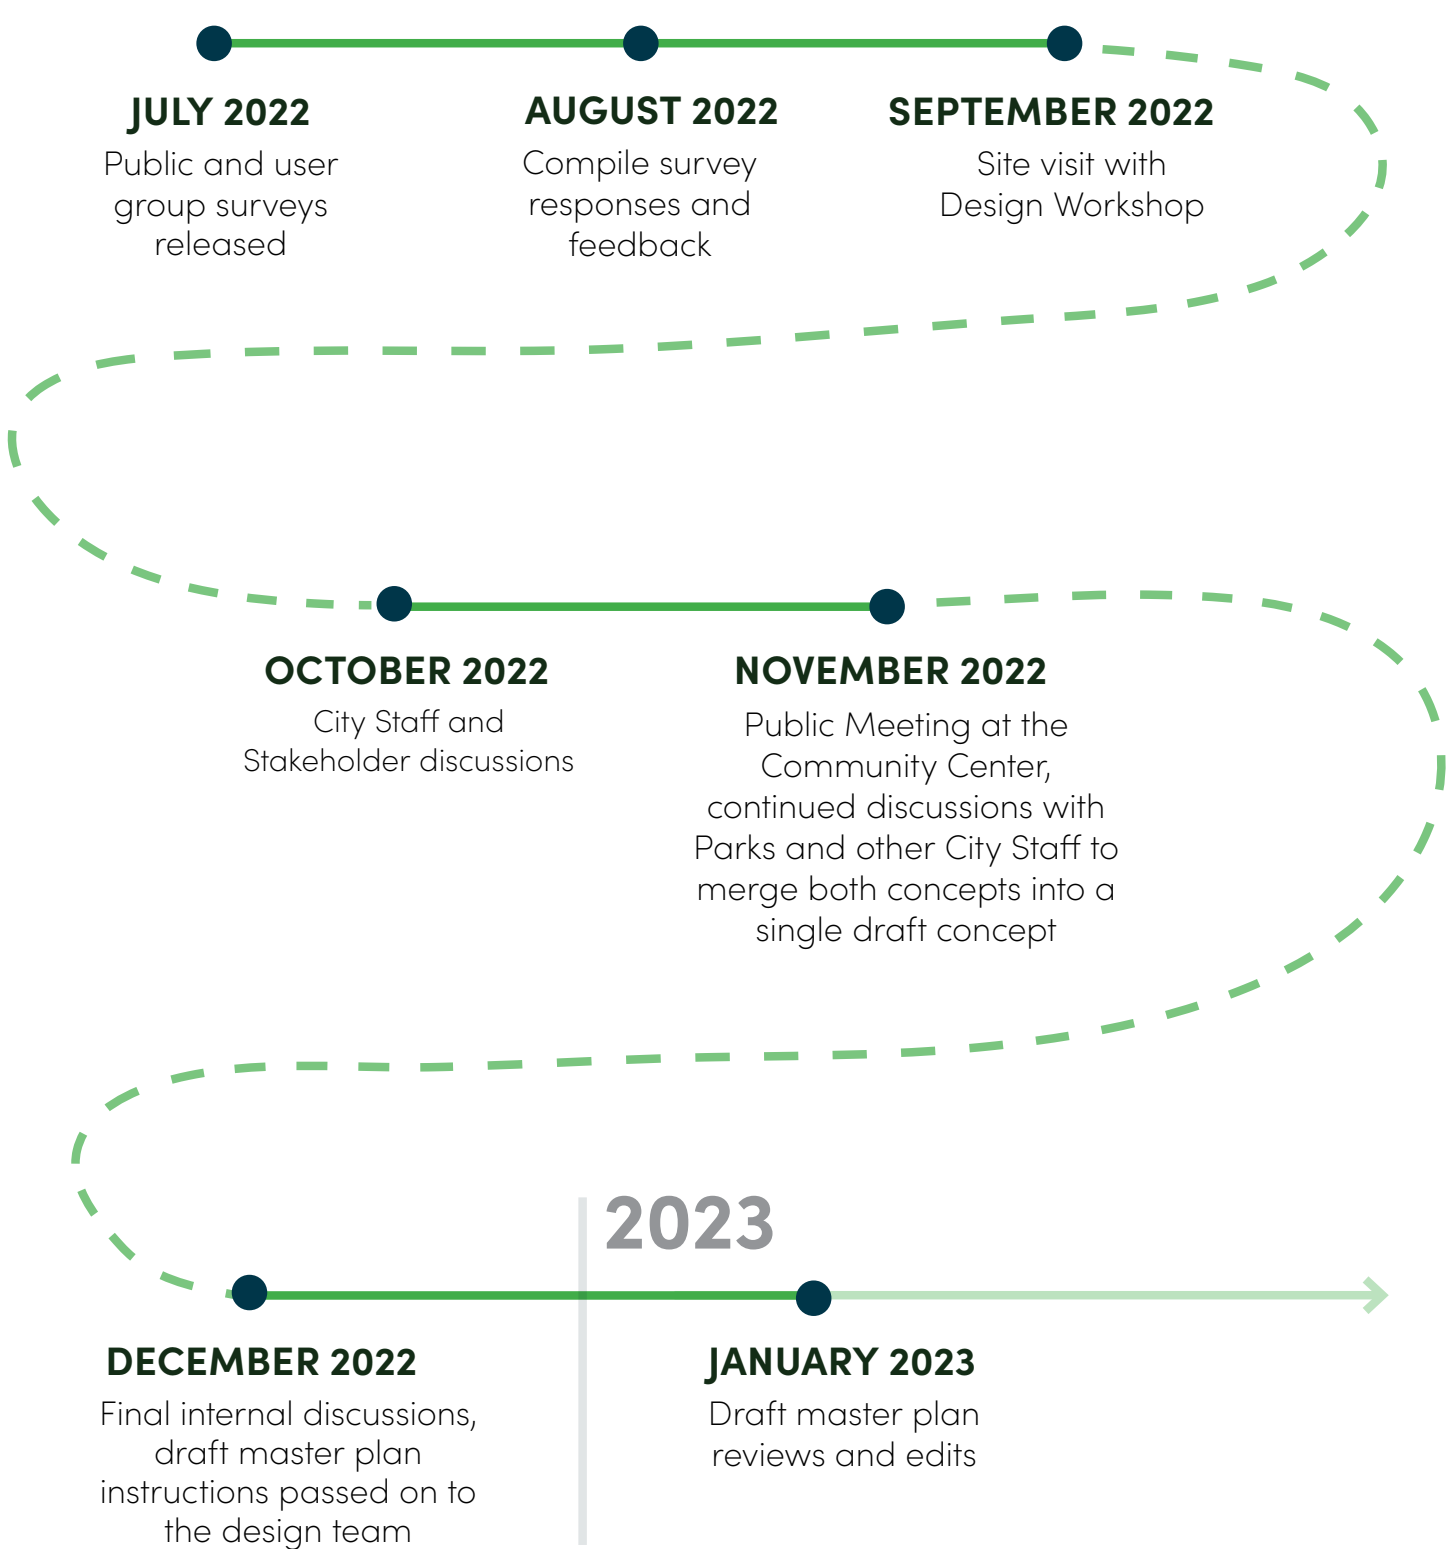 JULY 2022
Public and user
group surveys
released
AUGUST 2022
Compile survey
responses and
feedback
SEPTEMBER 2022
Site visit with
Design Workshop
OCTOBER 2022
City Staff and
Stakeholder discussions
NOVEMBER 2022
Public Meeting at the
Community Center,
continued discussions with
Parks and other City Staff to
merge both concepts into a
single draft concept
2023
DECEMBER 2022
Final internal discussions,
draft master plan
instructions passed on to
the design team
JANUARY 2023
Draft master plan
reviews and edits